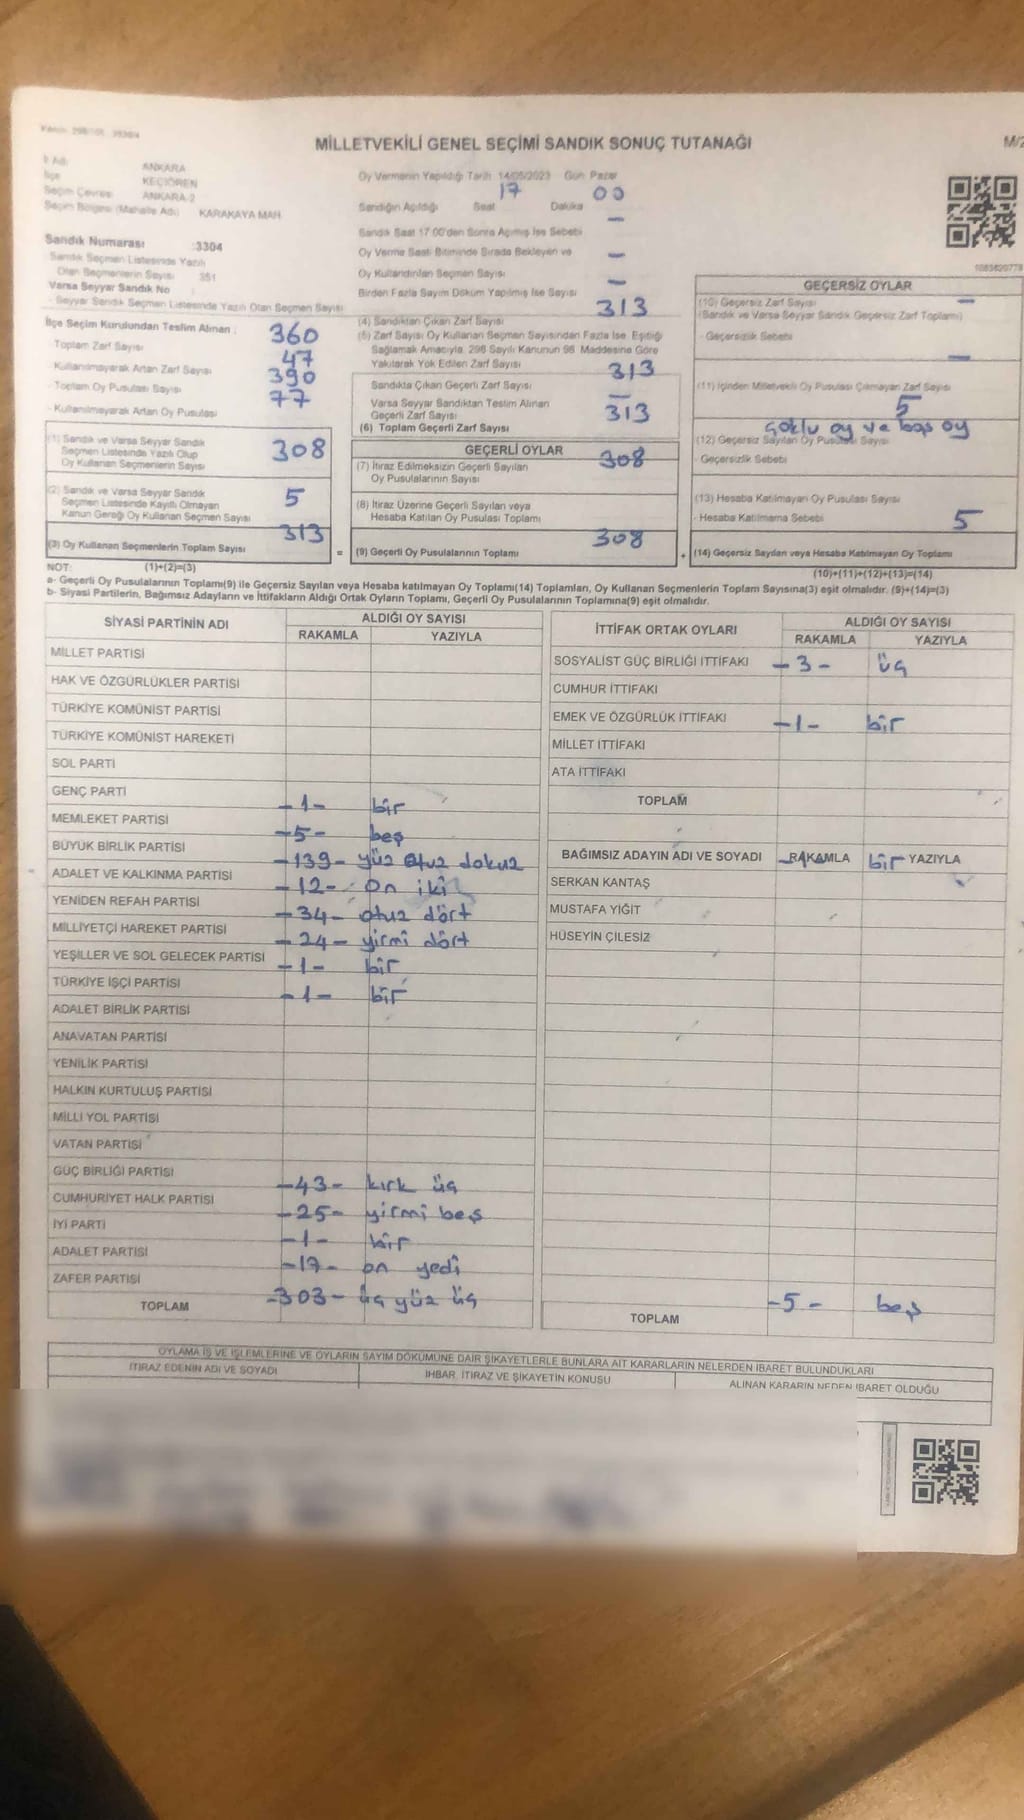 MİLLETVEKİLİ GENEL SEÇİMİ SANDIK SONUÇ TUTANAĞI
M/2
İl Adı ANKARA
İlçe KEÇİÖREN
Seçim Çevresi ANKARA-2
Seçim Bölgesi (Mahalle Adı) KARAKAYA MAH.
Sandık Numarası :3304
Sandık Seçmen Listesinde Yazılı
Olan Seçmenlerin Sayısı 351
Varsa Seyyar Sandık No
- Seyyar Sandık Seçmen Listesinde Yazılı Olan Seçmen Sayısı
Oy Vermenin Yapıldığı Tarih 14/05/2023 Gün Pazar
Sandığın Açıldığı Saat 17 Dakika 00
Sandık Saat 17:00'den Sonra Açılmış İse Sebebi –
Oy Verme Saati Bitiminde Sırada Bekleyen ve
Oy Kullandırılan Seçmen Sayısı –
Birden Fazla Sayım Döküm Yapılmış İse Sayısı –
İlçe Seçim Kurulundan Teslim Alınan :
- Toplam Zarf Sayısı 360
- Kullanılmayarak Artan Zarf Sayısı 47
- Toplam Oy Pusulası Sayısı 390
- Kullanılmayarak Artan Oy Pusulası 77
(1) Sandık ve Varsa Seyyar Sandık
Seçmen Listesinde Yazılı Olup
Oy Kullanan Seçmenlerin Sayısı 308
(2) Sandık ve Varsa Seyyar Sandık
Seçmen Listesinde Kayıtlı Olmayan
Kanun Gereği Oy Kullanan Seçmen Sayısı 5
(3) Oy Kullanan Seçmenlerin Toplam Sayısı 313
(4) Sandıktan Çıkan Zarf Sayısı 313
(5) Zarf Sayısı Oy Kullanan Seçmen Sayısından Fazla İse, Eşitliği
Sağlamak Amacıyla, 298 Sayılı Kanunun 98. Maddesine Göre
Yakılarak Yok Edilen Zarf Sayısı –
Sandıkta Çıkan Geçerli Zarf Sayısı 313
Varsa Seyyar Sandıktan Teslim Alınan
Geçerli Zarf Sayısı –
(6) Toplam Geçerli Zarf Sayısı 313
GEÇERLİ OYLAR
(7) İtiraz Edilmeksizin Geçerli Sayılan 308
Oy Pusulalarının Sayısı
(8) İtiraz Üzerine Geçerli Sayılan veya
Hesaba Katılan Oy Pusulası Toplamı
= (9) Geçerli Oy Pusulalarının Toplamı 308
GEÇERSİZ OYLAR
(10) Geçersiz Zarf Sayısı –
(Sandık ve Varsa Seyyar Sandık Geçersiz Zarf Toplamı)
- Geçersizlik Sebebi
–
(11) İçinden Milletvekili Oy Pusulası Çıkmayan Zarf Sayısı
5
(12) Geçersiz Sayılan Oy Pusulası Sayısı
çoklu oy ve boş oy
- Geçersizlik Sebebi
(13) Hesaba Katılmayan Oy Pusulası Sayısı
- Hesaba Katılmama Sebebi
5
+ (14) Geçersiz Sayılan veya Hesaba Katılmayan Oy Toplamı
NOT: (1)+(2)=(3)
(10)+(11)+(12)+(13)=(14)
a- Geçerli Oy Pusulalarının Toplamı(9) ile Geçersiz Sayılan veya Hesaba katılmayan Oy Toplamı(14) Toplamları, Oy Kullanan Seçmenlerin Toplam Sayısına(3) eşit olmalıdır. (9)+(14)=(3)
b- Siyasi Partilerin, Bağımsız Adayların ve İttifakların Aldığı Ortak Oyların Toplamı, Geçerli Oy Pusulalarının Toplamına(9) eşit olmalıdır.
SİYASİ PARTİNİN ADI ALDIĞI OY SAYISI
RAKAMLA YAZIYLA
MİLLET PARTİSİ
HAK VE ÖZGÜRLÜKLER PARTİSİ
TÜRKİYE KOMÜNİST PARTİSİ
TÜRKİYE KOMÜNİST HAREKETİ
SOL PARTİ
GENÇ PARTİ -1- bir
MEMLEKET PARTİSİ -5- beş
BÜYÜK BİRLİK PARTİSİ -139- yüz otuz dokuz
ADALET VE KALKINMA PARTİSİ -12- on iki
YENİDEN REFAH PARTİSİ -34- otuz dört
MİLLİYETÇİ HAREKET PARTİSİ -24- yirmi dört
YEŞİLLER VE SOL GELECEK PARTİSİ -1- bir
TÜRKİYE İŞÇİ PARTİSİ -1- bir
ADALET BİRLİK PARTİSİ
ANAVATAN PARTİSİ
YENİLİK PARTİSİ
HALKIN KURTULUŞ PARTİSİ
MİLLİ YOL PARTİSİ
VATAN PARTİSİ
GÜÇ BİRLİĞİ PARTİSİ -43- kırk üç
CUMHURİYET HALK PARTİSİ -25- yirmi beş
İYİ PARTİ -1- bir
ADALET PARTİSİ -17- on yedi
ZAFER PARTİSİ
TOPLAM -303- üç yüz üç
İTTİFAK ORTAK OYLARI ALDIĞI OY SAYISI
RAKAMLA YAZIYLA
SOSYALİST GÜÇ BİRLİĞİ İTTİFAKI -3- üç
CUMHUR İTTİFAKI
EMEK VE ÖZGÜRLÜK İTTİFAKI -1- bir
MİLLET İTTİFAKI
ATA İTTİFAKI
TOPLAM
BAĞIMSIZ ADAYIN ADI VE SOYADI RAKAMLA YAZIYLA
-1- bir
SERKAN KANTAŞ
MUSTAFA YİĞİT
HÜSEYİN ÇİLESİZ
TOPLAM -5- beş
OYLAMA İŞ VE İŞLEMLERİNE VE OYLARIN SAYIM DÖKÜMÜNE DAİR ŞİKAYETLERLE BUNLARA AİT KARARLARIN NELERDEN İBARET BULUNDUKLARI
İTİRAZ EDENİN ADI VE SOYADI
İHBAR, İTİRAZ VE ŞİKAYETİN KONUSU
ALINAN KARARIN NEDEN İBARET OLDUĞU